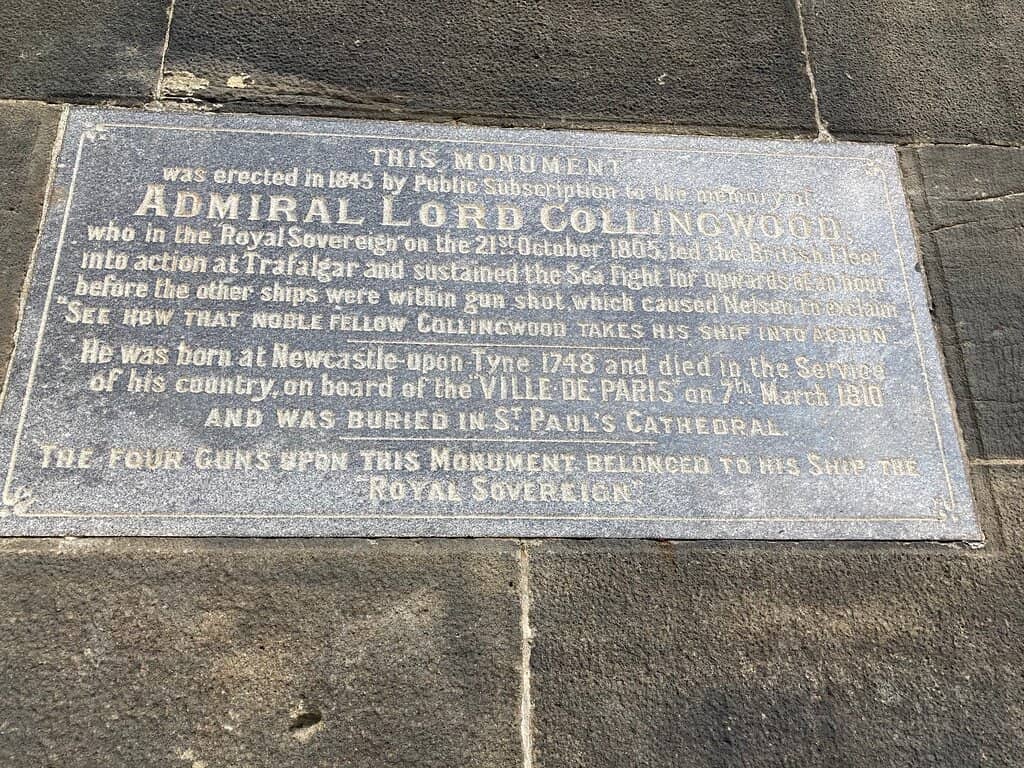 THIS MONUMENT
was erected in 1845 by Public Subscription to the memory of
ADMIRAL LORD COLLINGWOOD,
who in the "Royal Sovereign" on the 21st October 1805, led the British Fleet
into action at Trafalgar and sustained the Sea Fight for upwards of an hour
before the other ships were within gun shot, which caused Nelson to exclaim
"SEE HOW THAT NOBLE FELLOW COLLINGWOOD TAKES HIS SHIP INTO ACTION"
He was born at Newcastle-upon Tyne 1748 and died in the Service
of his country, on board of the "VILLE DE PARIS" on 7th March 1810
AND WAS BURIED IN ST PAUL'S CATHEDRAL.
THE FOUR GUNS UPON THIS MONUMENT BELONGED TO HIS SHIP THE
"ROYAL SOVEREIGN"